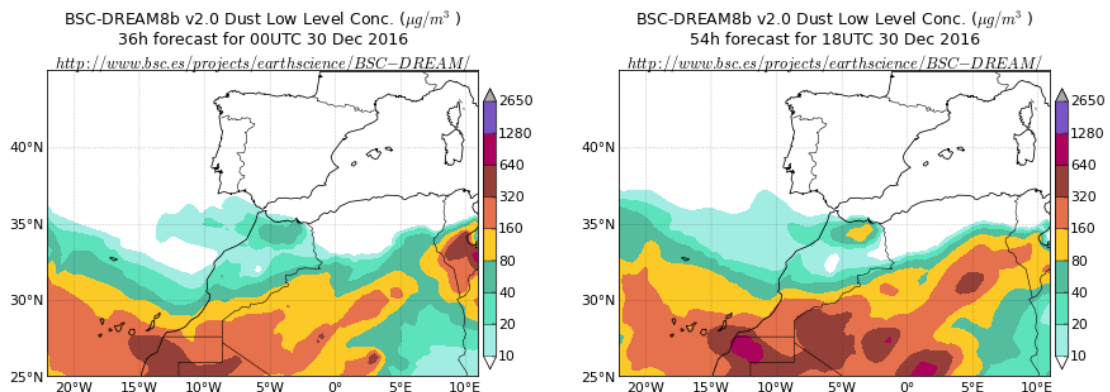 BSC-DREAM8b v2.0 Dust Low Level Conc. (μg/m³ )
36h forecast for 00UTC 30 Dec 2016
http://www.bsc.es/projects/earthscience/BSC−DREAM/
40°N
35°N
30°N
25°N
20°W 15°W 10°W 5°W 0° 5°E 10°E
2650
1280
640
320
160
80
40
20
10
BSC-DREAM8b v2.0 Dust Low Level Conc. (μg/m³ )
54h forecast for 18UTC 30 Dec 2016
http://www.bsc.es/projects/earthscience/BSC−DREAM/
40°N
35°N
30°N
25°N
20°W 15°W 10°W 5°W 0° 5°E 10°E
2650
1280
640
320
160
80
40
20
10